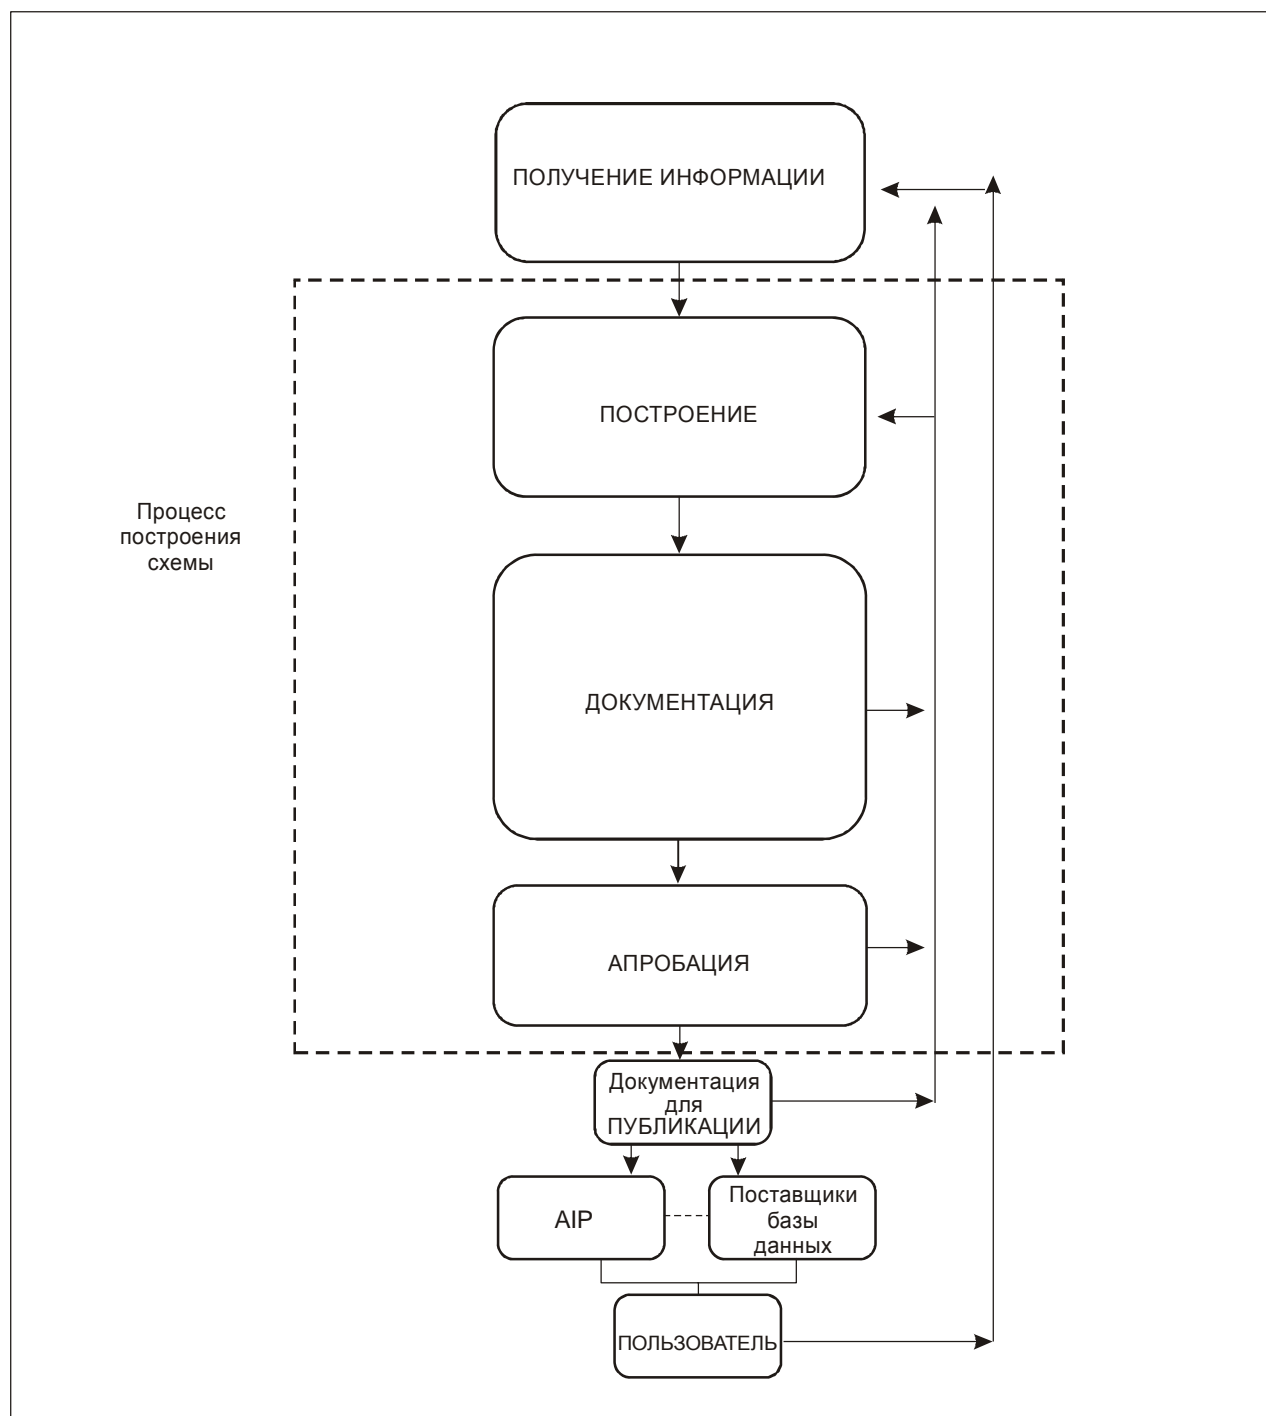 ПОЛУЧЕНИЕ ИНФОРМАЦИИ
ПОСТРОЕНИЕ
Процесс
построения
схемы
ДОКУМЕНТАЦИЯ
АПРОБАЦИЯ
Документация
для
ПУБЛИКАЦИИ
AIP
Поставщики
базы
данных
ПОЛЬЗОВАТЕЛЬ